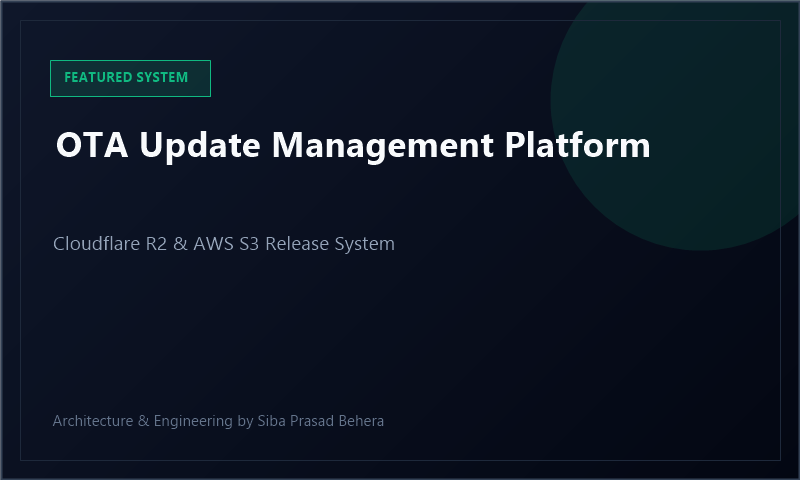 FEATURED SYSTEM
OTA Update Management Platform
Cloudflare R2 & AWS S3 Release System
Architecture & Engineering by Siba Prasad Behera